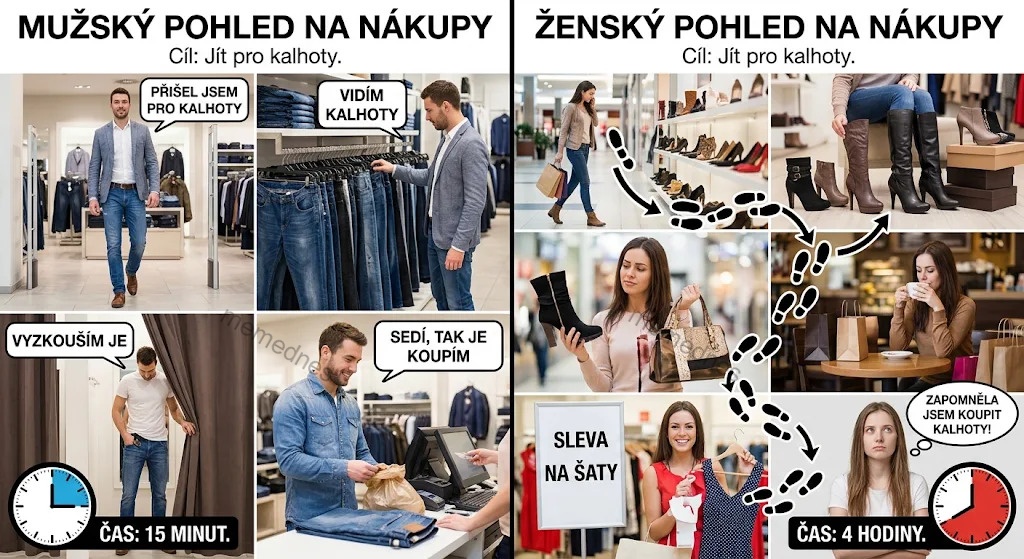 MUŽSKÝ POHLED NA NÁKUPY
Cíl: Jít pro kalhoty.
PŘIŠEL JSEM
PRO KALHOTY
VIDÍM
KALHOTY
VYZKOUŠÍM JE
SEDÍ, TAK JE
KOUPÍM
ČAS: 15 MINUT.
ŽENSKÝ POHLED NA NÁKUPY
Cíl: Jít pro kalhoty.
SLEVA
NA ŠATY
ZAPOMNĚLA
JSEM KOUPIT
KALHOTY!
ČAS: 4 HODINY.